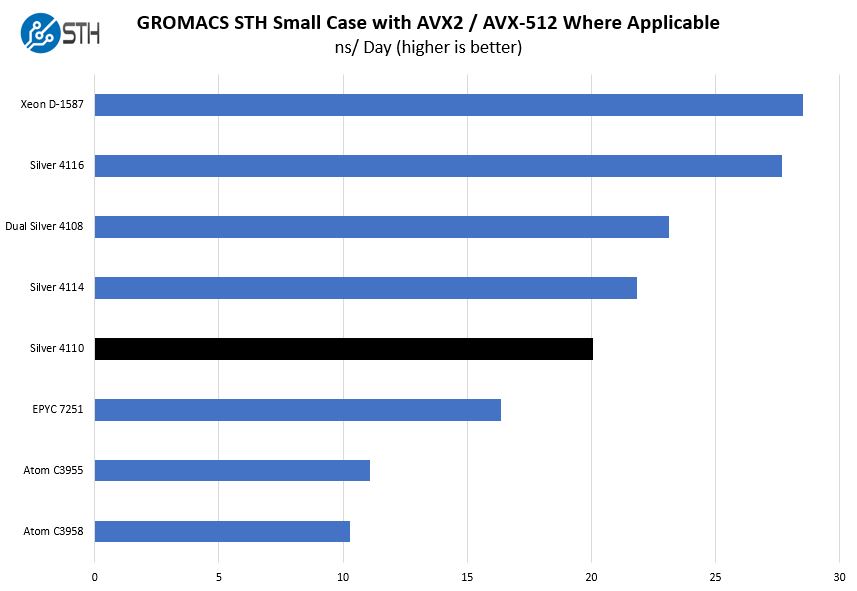 STH
GROMACS STH Small Case with AVX2 / AVX-512 Where Applicable
ns/ Day (higher is better)
Xeon D-1587
Silver 4116
Dual Silver 4108
Silver 4114
Silver 4110
EPYC 7251
Atom C3955
Atom C3958
0 5 10 15 20 25 30